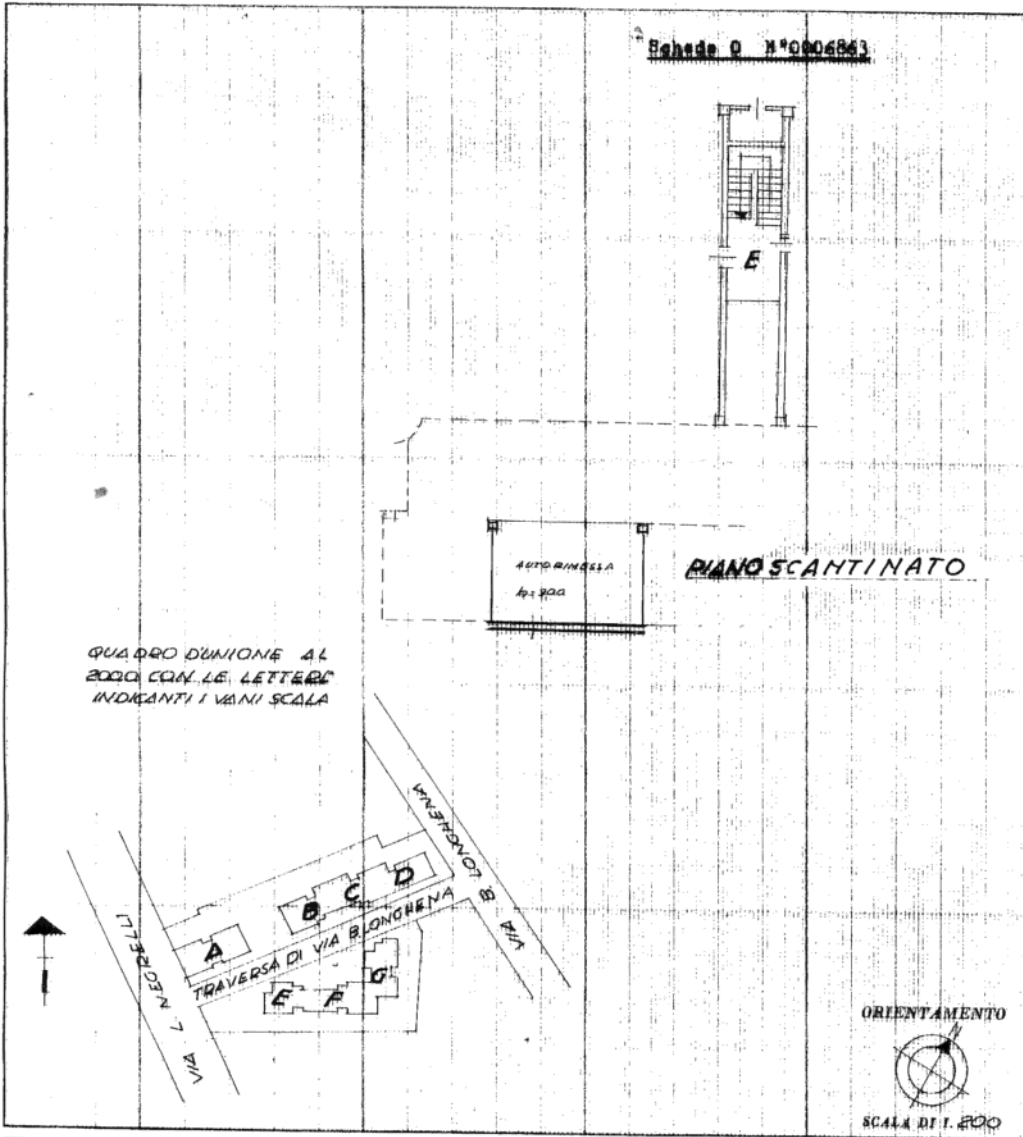 Scheda O N°0006863
E
AUTORIMESSA
h= 200
PIANO SCANTINATO
QUADRO D'UNIONE AL
2000 CON LE LETTERE
INDICANTI I VANI SCALA
VIA B. LONGHENA
D
C
B
A
TRAVERSA DI VIA B. LONGHENA
G
E
F
VIA L. NEGRELLI
ORIENTAMENTO
N
SCALA DI 1. 200